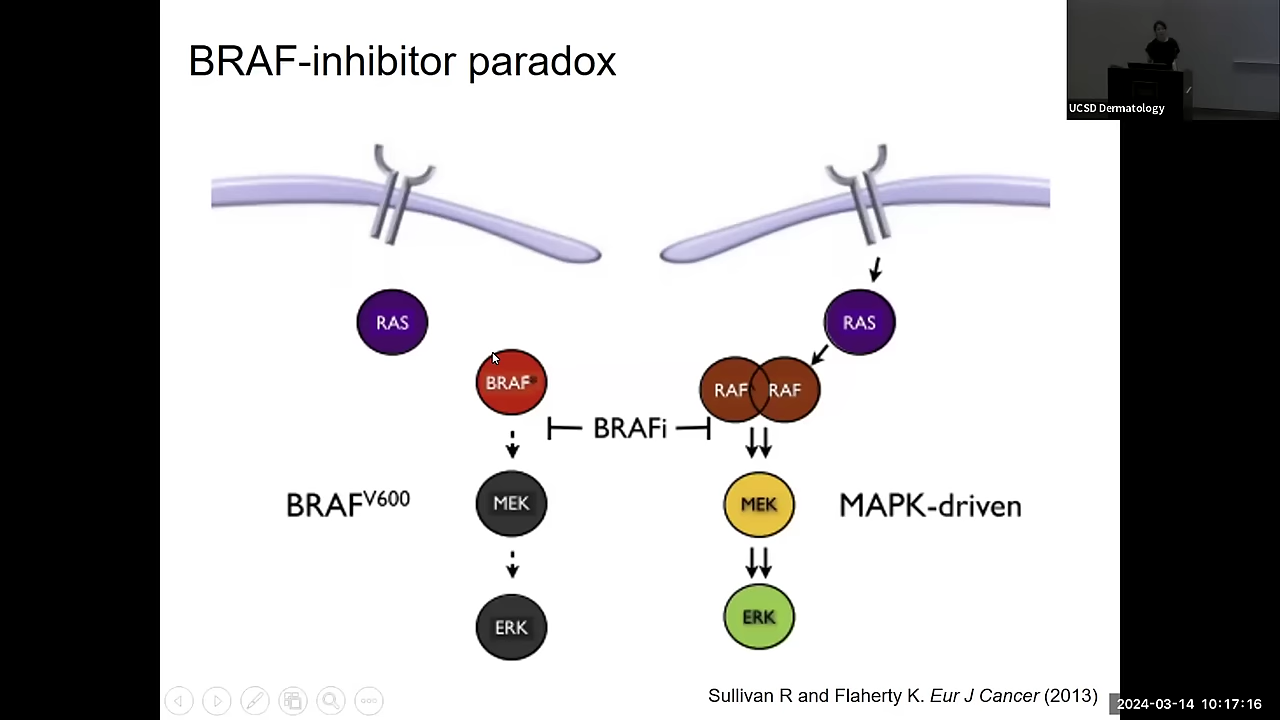 BRAF-inhibitor paradox
UCSD Dermatology
RAS
RAS
BRAF*
RAF
RAF
BRAFi
BRAFV600
MEK
MEK
MAPK-driven
ERK
ERK
Sullivan R and Flaherty K. Eur J Cancer (2013)
2024-03-14 10:17:16